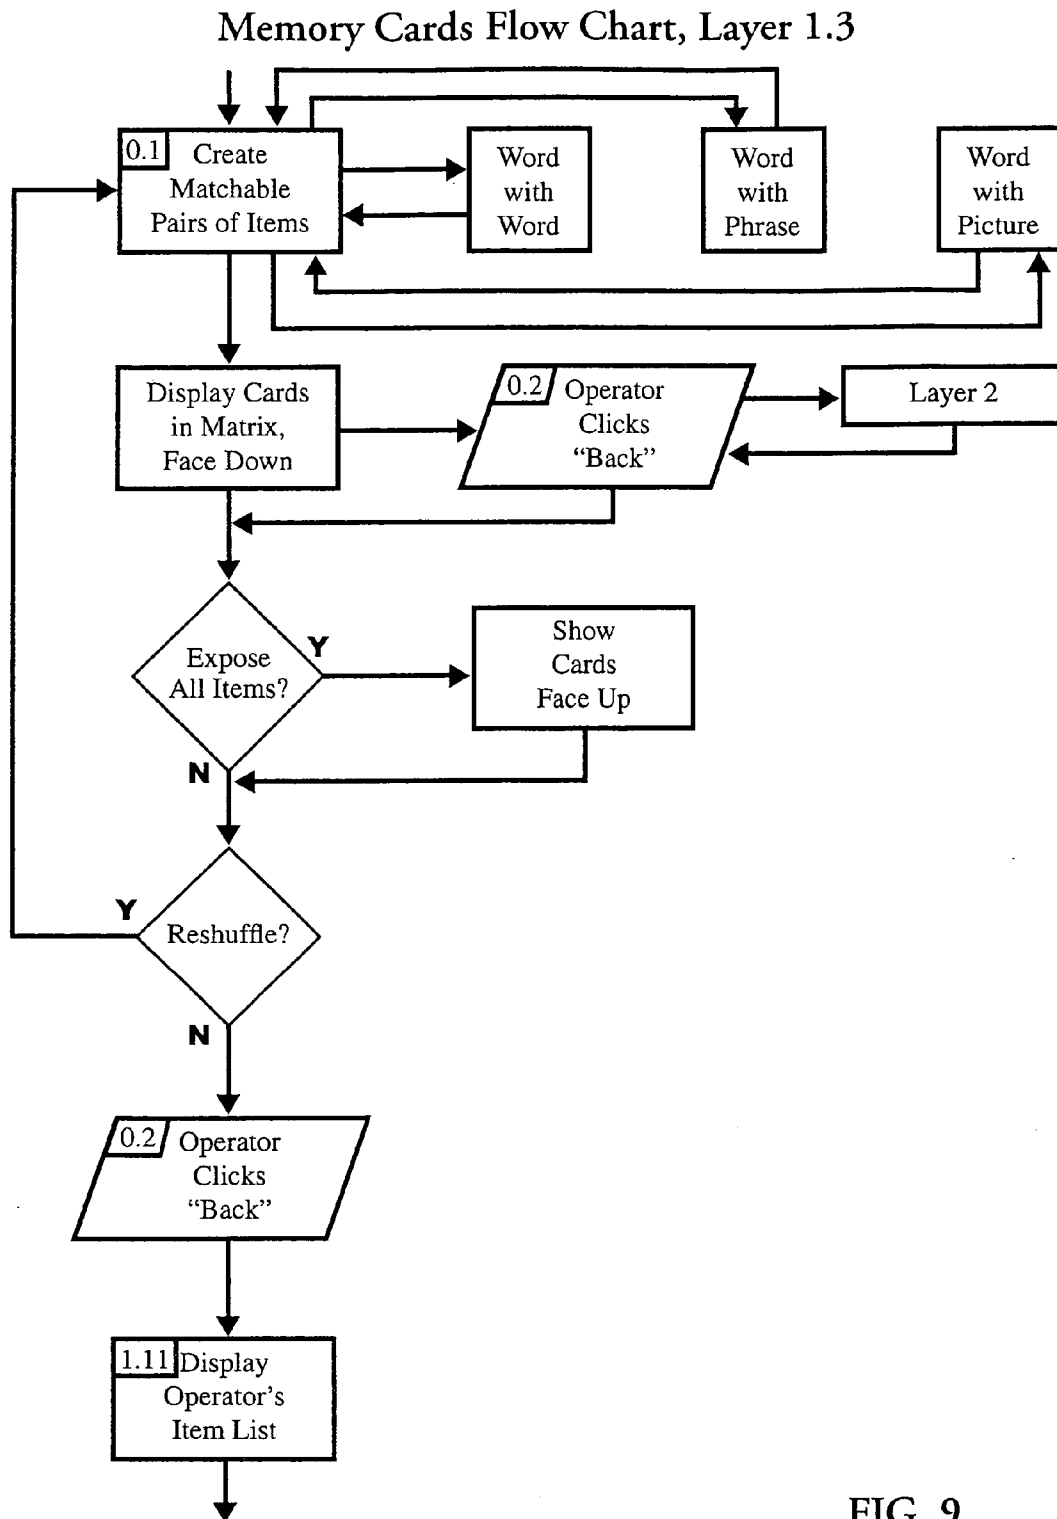 Memory Cards Flow Chart, Layer 1.3
0.1
Create
Matchable
Pairs of Items
Word
with
Word
Word
with
Phrase
Word
with
Picture
Display Cards
in Matrix,
Face Down
0.2
Operator
Clicks
“Back”
Layer 2
Expose
All Items?
Y
Show
Cards
Face Up
N
Y
Reshuffle?
N
0.2
Operator
Clicks
“Back”
1.11
Display
Operator's
Item List
FIG. 9